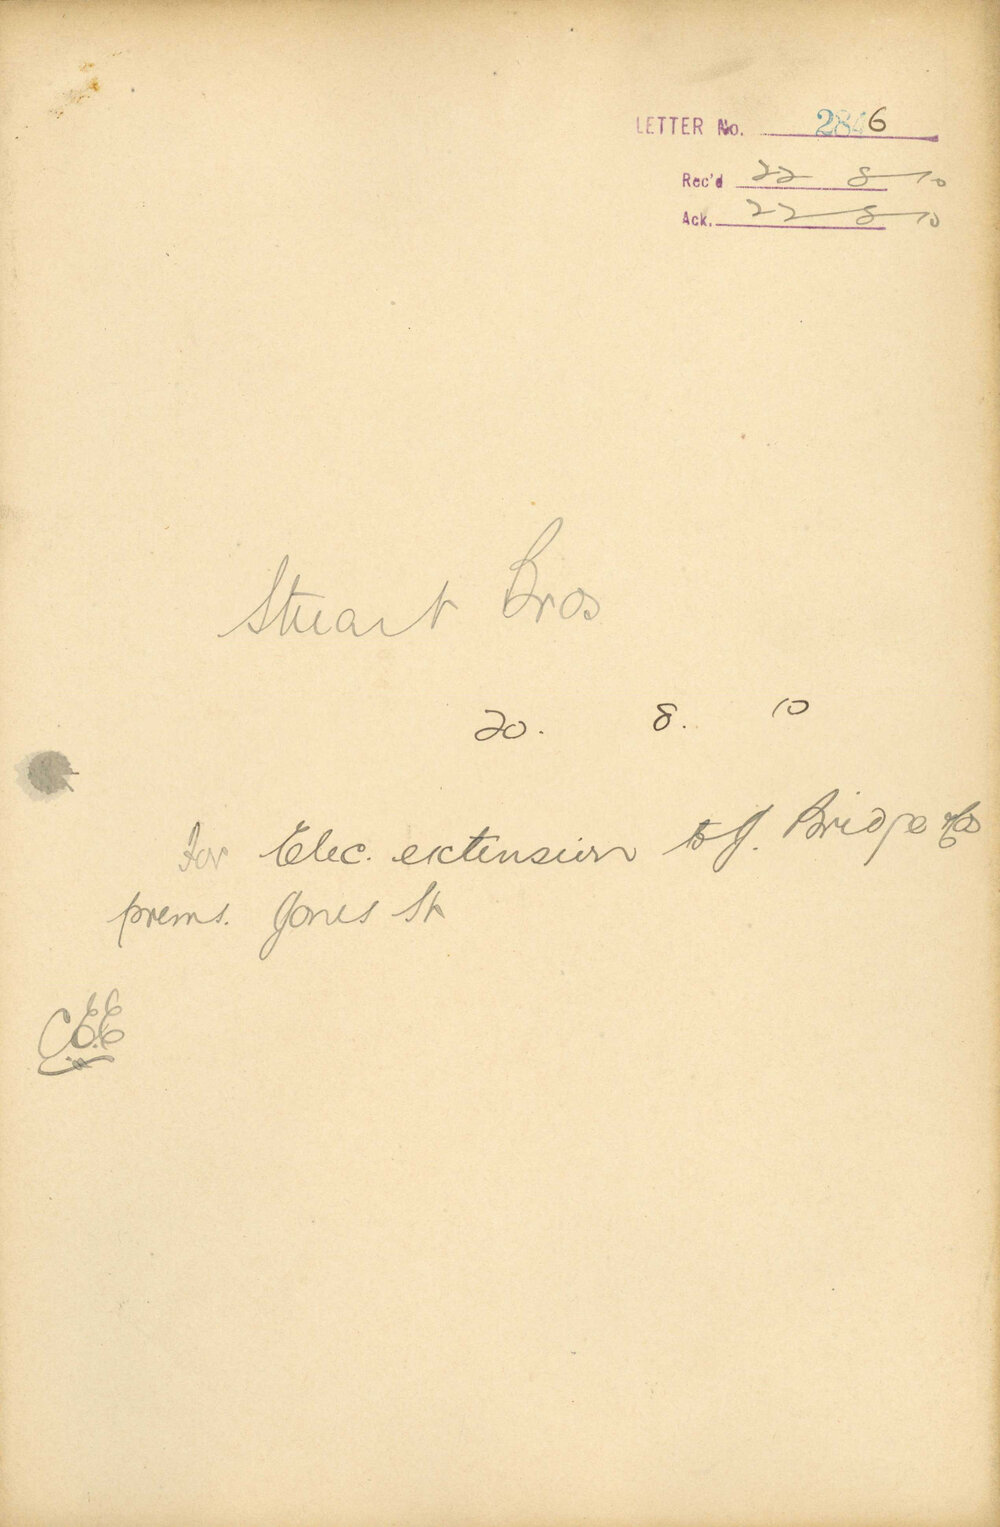 LETTER No. 2846
Rec'd 22 8 10
Ack. 22 8 10
Stuart Bros
20. 8. 10
For Elec. extension to J. Bridge & Co
prems. Jones St
C.E.E